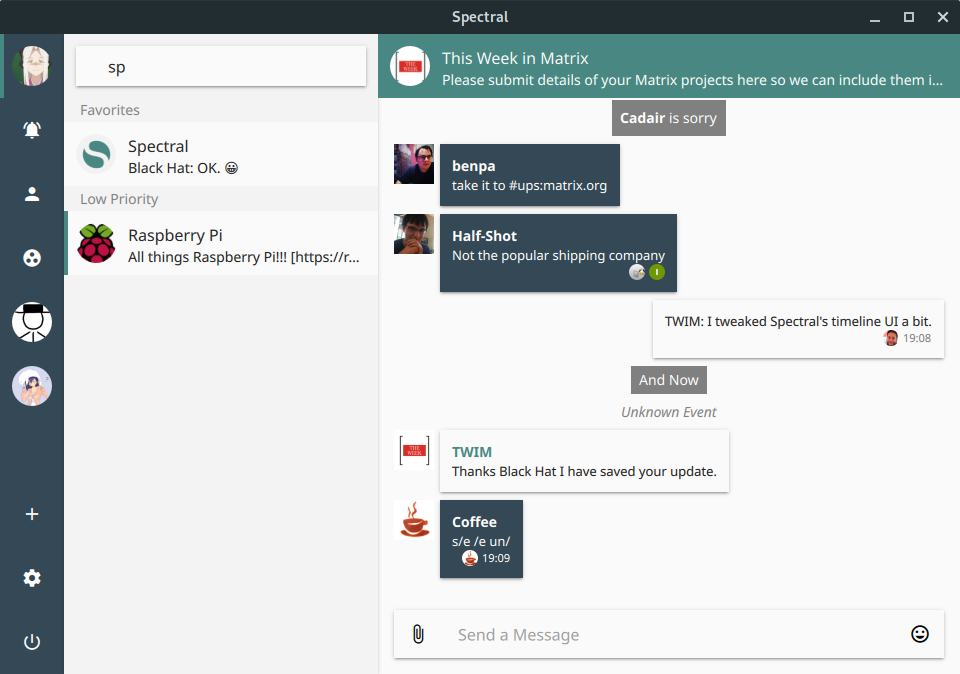 Spectral
sp
Favorites
Spectral
Black Hat: OK. 😀
Low Priority
Raspberry Pi
All things Raspberry Pi!!! [https://r...
THE
WEEK
This Week in Matrix
Please submit details of your Matrix projects here so we can include them i...
Cadair is sorry
benpa
take it to #ups:matrix.org
Half-Shot
Not the popular shipping company
I
TWIM: I tweaked Spectral's timeline UI a bit.
19:08
And Now
Unknown Event
THE
WEEK
TWIM
Thanks Black Hat I have saved your update.
Coffee
s/e /e un/
19:09
Send a Message